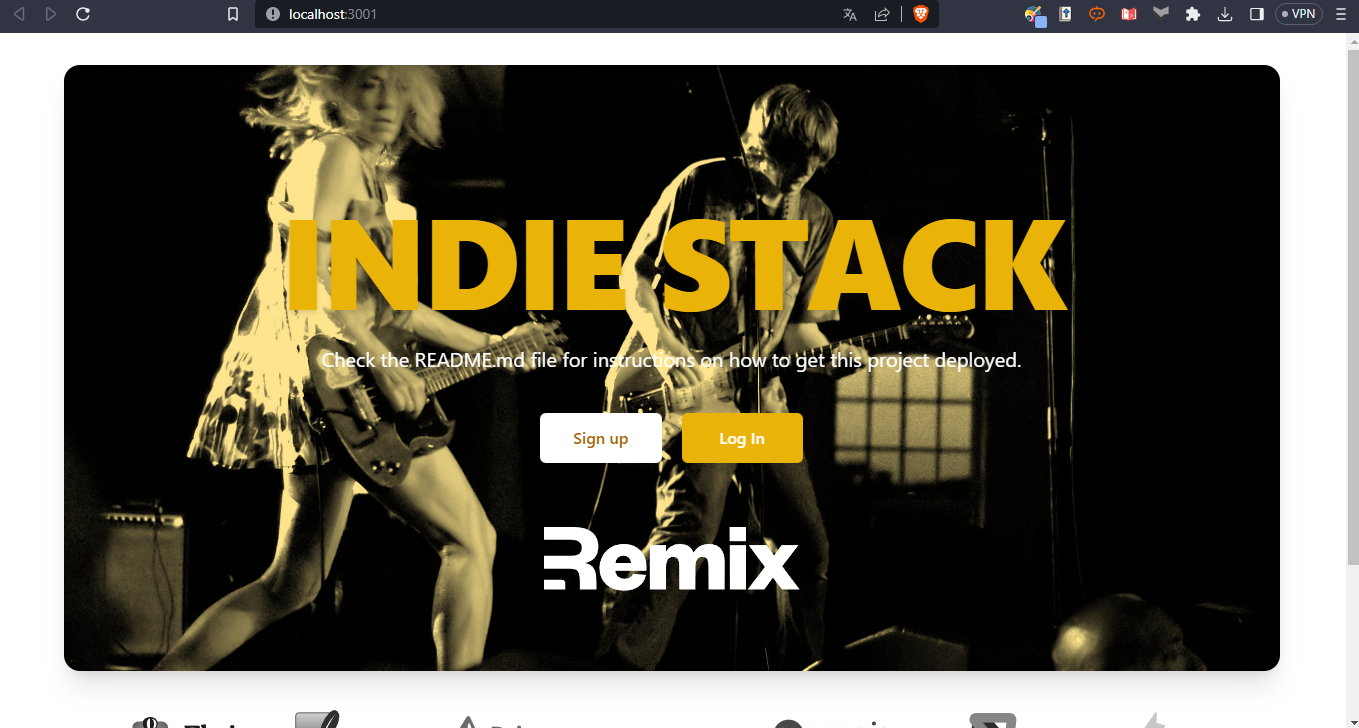 localhost:3001
VPN
INDIE STACK
Check the README.md file for instructions on how to get this project deployed.
Sign up
Log In
Remix